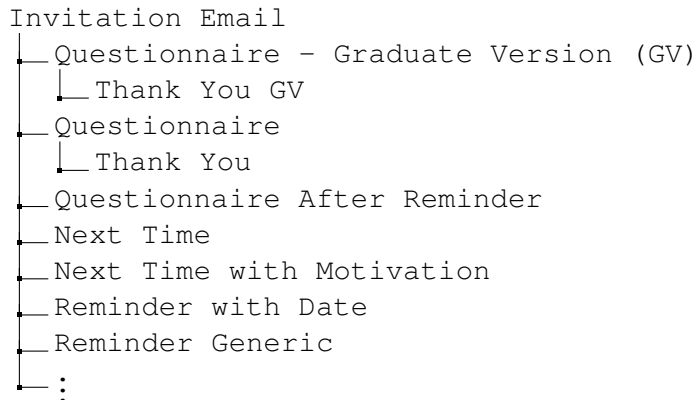 Invitation Email
Questionnaire – Graduate Version (GV)
Thank You GV
Questionnaire
Thank You
Questionnaire After Reminder
Next Time
Next Time with Motivation
Reminder with Date
Reminder Generic
⋮